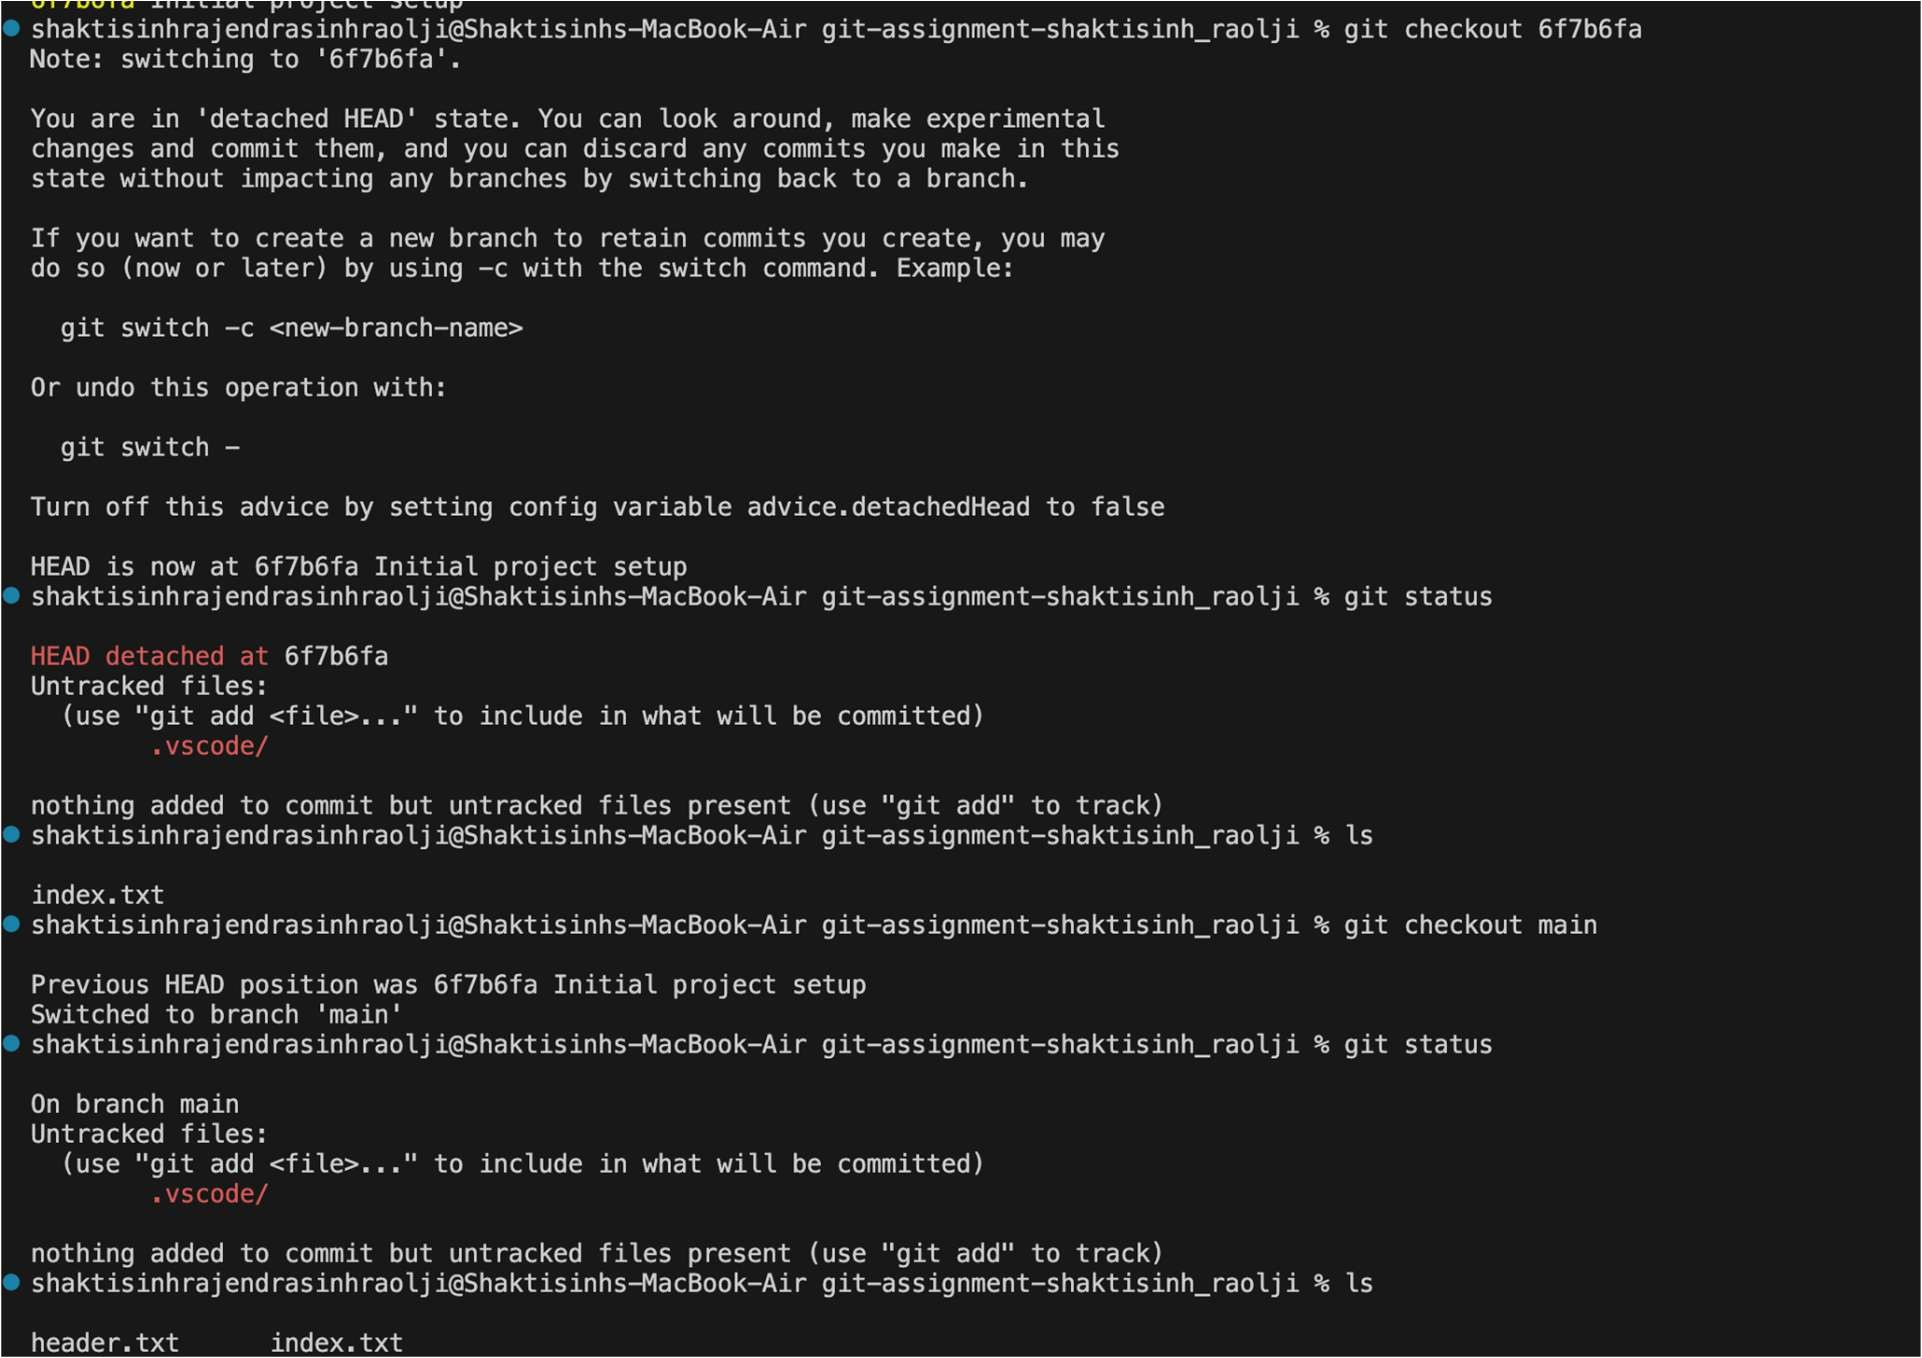 6f7b6fa Initial project setup
shaktisinhrajendrasinhraolji@Shaktisinhs-MacBook-Air git-assignment-shaktisinh_raolji % git checkout 6f7b6fa
Note: switching to '6f7b6fa'.
You are in 'detached HEAD' state. You can look around, make experimental
changes and commit them, and you can discard any commits you make in this
state without impacting any branches by switching back to a branch.
If you want to create a new branch to retain commits you create, you may
do so (now or later) by using -c with the switch command. Example:
git switch -c <new-branch-name>
Or undo this operation with:
git switch -
Turn off this advice by setting config variable advice.detachedHead to false
HEAD is now at 6f7b6fa Initial project setup
shaktisinhrajendrasinhraolji@Shaktisinhs-MacBook-Air git-assignment-shaktisinh_raolji % git status
HEAD detached at 6f7b6fa
Untracked files:
(use "git add <file>..." to include in what will be committed)
.vscode/
nothing added to commit but untracked files present (use "git add" to track)
shaktisinhrajendrasinhraolji@Shaktisinhs-MacBook-Air git-assignment-shaktisinh_raolji % ls
index.txt
shaktisinhrajendrasinhraolji@Shaktisinhs-MacBook-Air git-assignment-shaktisinh_raolji % git checkout main
Previous HEAD position was 6f7b6fa Initial project setup
Switched to branch 'main'
shaktisinhrajendrasinhraolji@Shaktisinhs-MacBook-Air git-assignment-shaktisinh_raolji % git status
On branch main
Untracked files:
(use "git add <file>..." to include in what will be committed)
.vscode/
nothing added to commit but untracked files present (use "git add" to track)
shaktisinhrajendrasinhraolji@Shaktisinhs-MacBook-Air git-assignment-shaktisinh_raolji % ls
header.txt index.txt